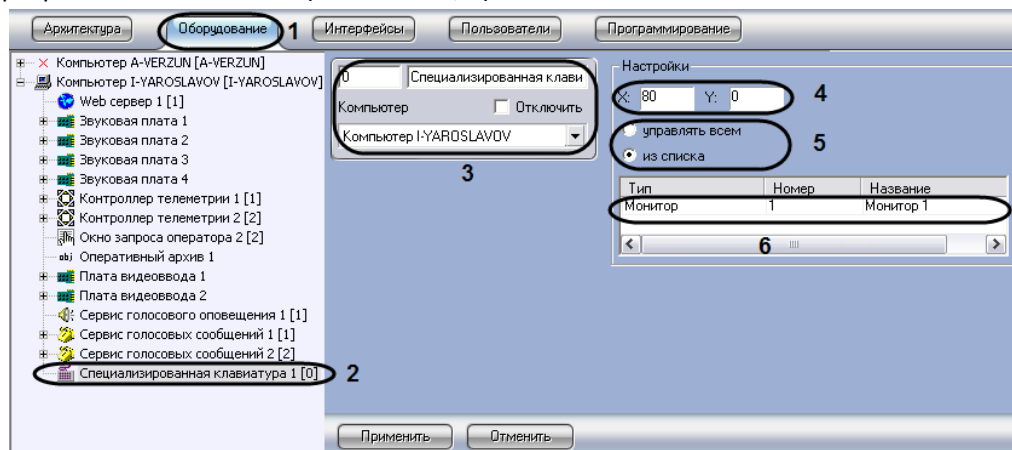 Архитектура Оборудование 1 Интерфейсы Пользователи Программирование
Компьютер A-VERZUN [A-VERZUN]
Компьютер I-YAROSLAVOV [I-YAROSLAVOV]
Web сервер 1 [1]
Звуковая плата 1
Звуковая плата 2
Звуковая плата 3
Звуковая плата 4
Контроллер телеметрии 1 [1]
Контроллер телеметрии 2 [2]
Окно запроса оператора 2 [2]
obj Оперативный архив 1
Плата видеоввода 1
Плата видеоввода 2
Сервис голосового оповещения 1 [1]
Сервис голосовых сообщений 1 [1]
Сервис голосовых сообщений 2 [2]
Специализированная клавиатура 1 [0] 2
0 Специализированная клави
Компьютер Отключить
Компьютер I-YAROSLAVOV
3
Настройки
X: 80 Y: 0 4
управлять всем
из списка
5
Тип Номер Название
Монитор 1 Монитор 1
6
Применить Отменить